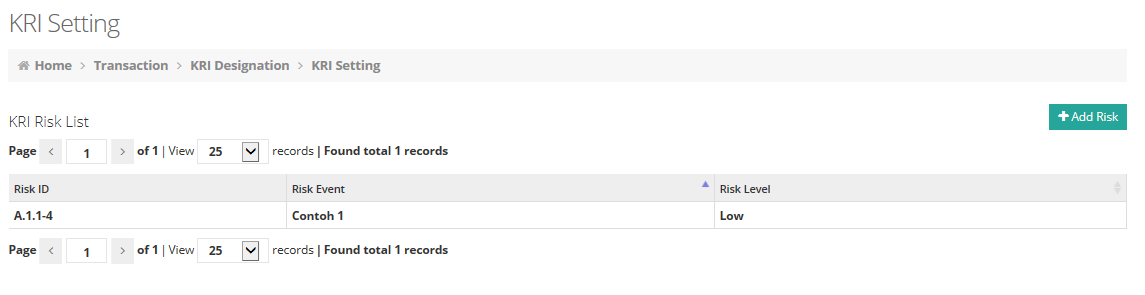 KRI Setting
Home > Transaction > KRI Designation > KRI Setting
KRI Risk List
Add Risk
Page < 1 > of 1 | View 25 records | Found total 1 records
Risk ID Risk Event Risk Level
A.1.1-4 Contoh 1 Low
Page < 1 > of 1 | View 25 records | Found total 1 records